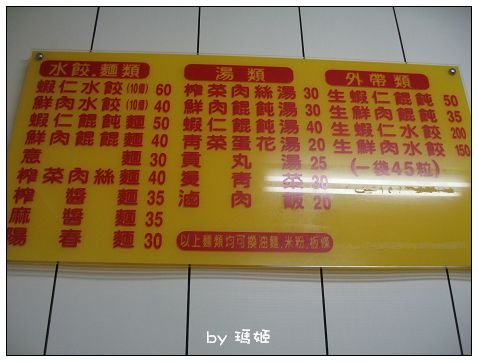 水餃.麵類
蝦仁水餃(10個) 60
鮮肉水餃(10個) 40
蝦仁餛飩麵 50
鮮肉餛飩麵 40
意麵 30
榨菜肉絲麵 40
榨醬麵 35
麻醬麵 35
陽春麵 30
湯類
榨菜肉絲湯 30
鮮肉餛飩湯 30
蝦仁餛飩湯 40
青菜蛋花湯 20
貢丸湯 25
燙青菜 30
滷肉飯 20
以上麵類均可換油麵.米粉.板條
外帶類
生蝦仁餛飩 50
生鮮肉餛飩 35
生蝦仁水餃 200
生鮮肉水餃 150
(一袋45粒)
by 瑪姬